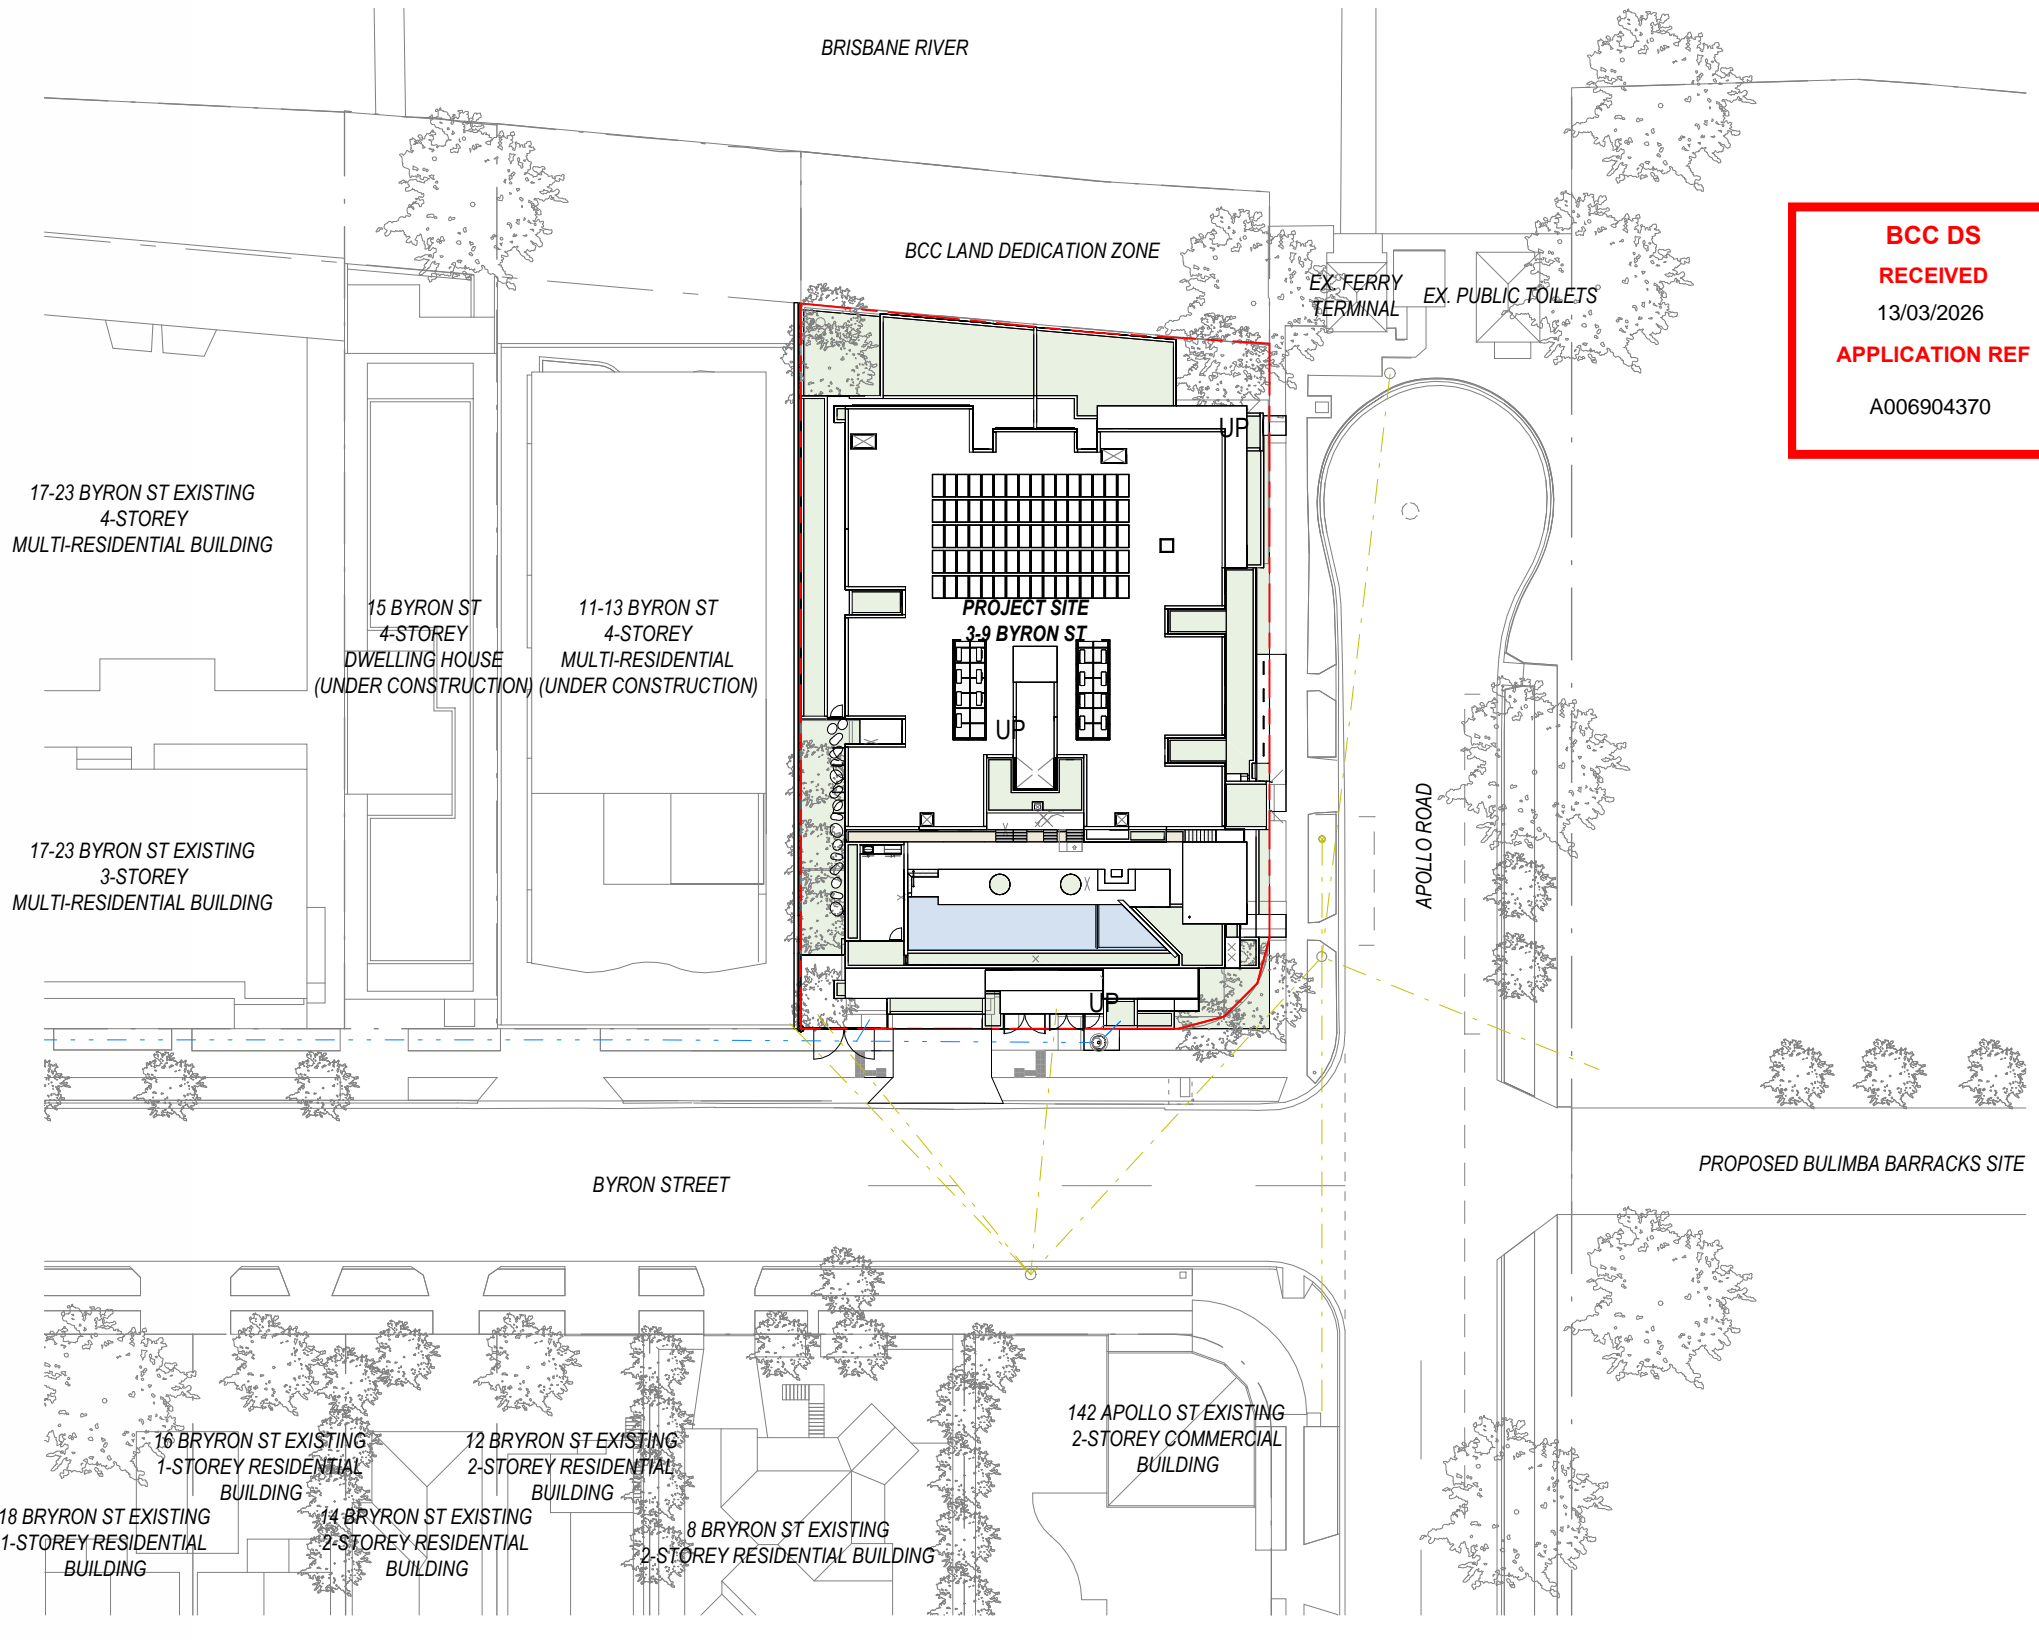 BRISBANE RIVER
BCC LAND DEDICATION ZONE
EX. FERRY
TERMINAL
EX. PUBLIC TOILETS
BCC DS
RECEIVED
13/03/2026
APPLICATION REF
A006904370
UP
17-23 BYRON ST EXISTING
4-STOREY
MULTI-RESIDENTIAL BUILDING
15 BYRON ST
4-STOREY
DWELLING HOUSE
(UNDER CONSTRUCTION)
11-13 BYRON ST
4-STOREY
MULTI-RESIDENTIAL
(UNDER CONSTRUCTION)
PROJECT SITE
3-9 BYRON ST
UP
17-23 BYRON ST EXISTING
3-STOREY
MULTI-RESIDENTIAL BUILDING
APOLLO ROAD
UP
BYRON STREET
PROPOSED BULIMBA BARRACKS SITE
16 BRYRON ST EXISTING
1-STOREY RESIDENTIAL
BUILDING
12 BRYRON ST EXISTING
2-STOREY RESIDENTIAL
BUILDING
142 APOLLO ST EXISTING
2-STOREY COMMERCIAL
BUILDING
18 BRYRON ST EXISTING
1-STOREY RESIDENTIAL
BUILDING
14 BRYRON ST EXISTING
2-STOREY RESIDENTIAL
BUILDING
8 BRYRON ST EXISTING
2-STOREY RESIDENTIAL BUILDING